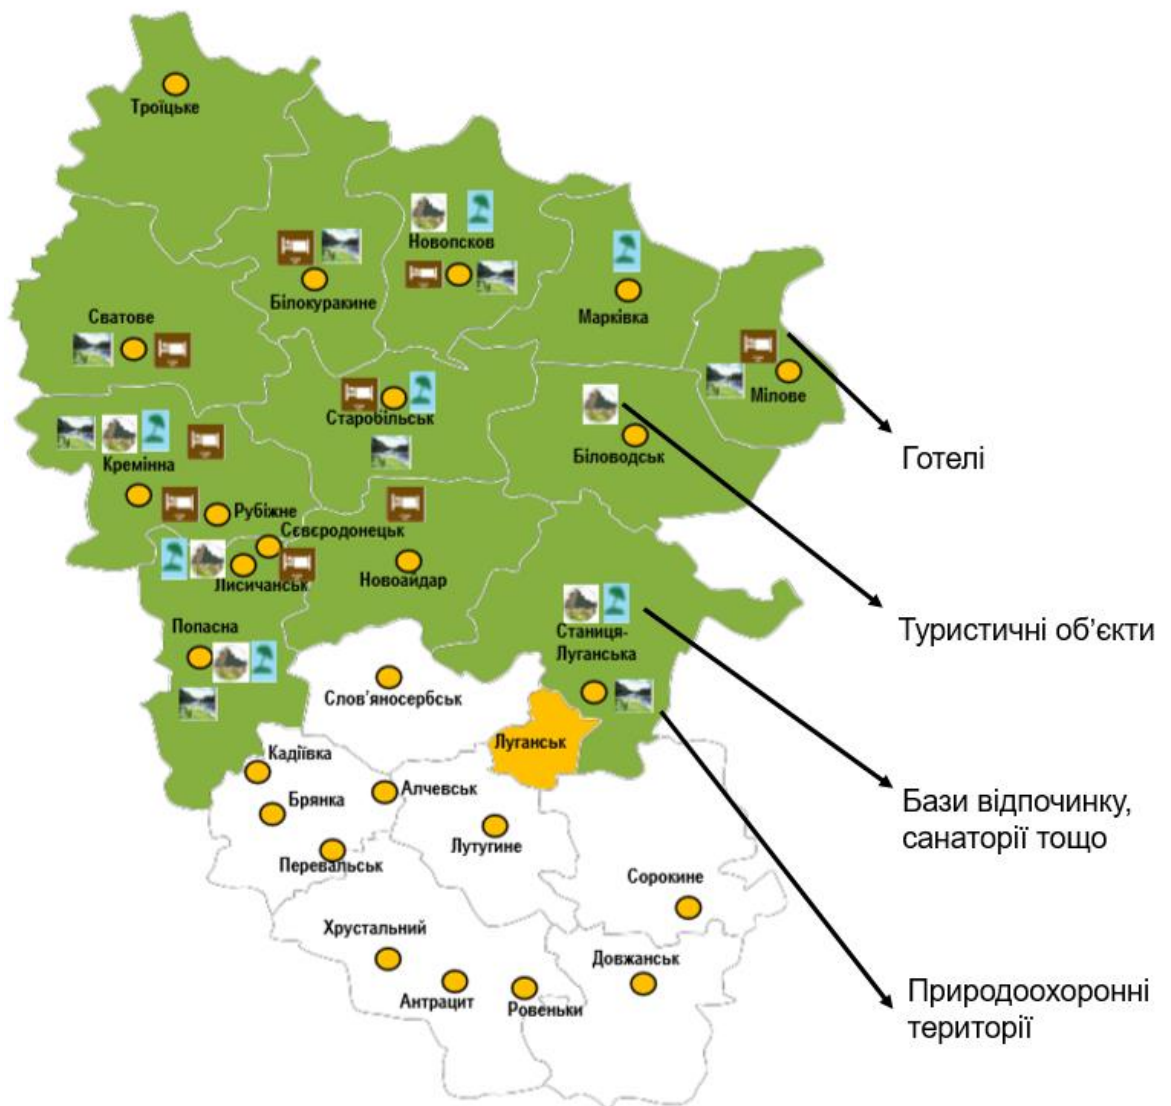 Троїцьке
Новопсков
Білокуракине
Марківка
Сватове
Мілове
Старобільськ
Біловодськ
Готелі
Кремінна
Рубіжне
Сєвєродонецьк
Лисичанськ
Новоайдар
Туристичні об’єкти
Попасна
Станиця-
Луганська
Слов’яносербськ
Луганськ
Кадіївка
Алчевськ
Брянка
Бази відпочинку,
санаторії тощо
Лутугине
Перевальськ
Сорокине
Хрустальний
Довжанськ
Антрацит
Ровеньки
Природоохоронні
території